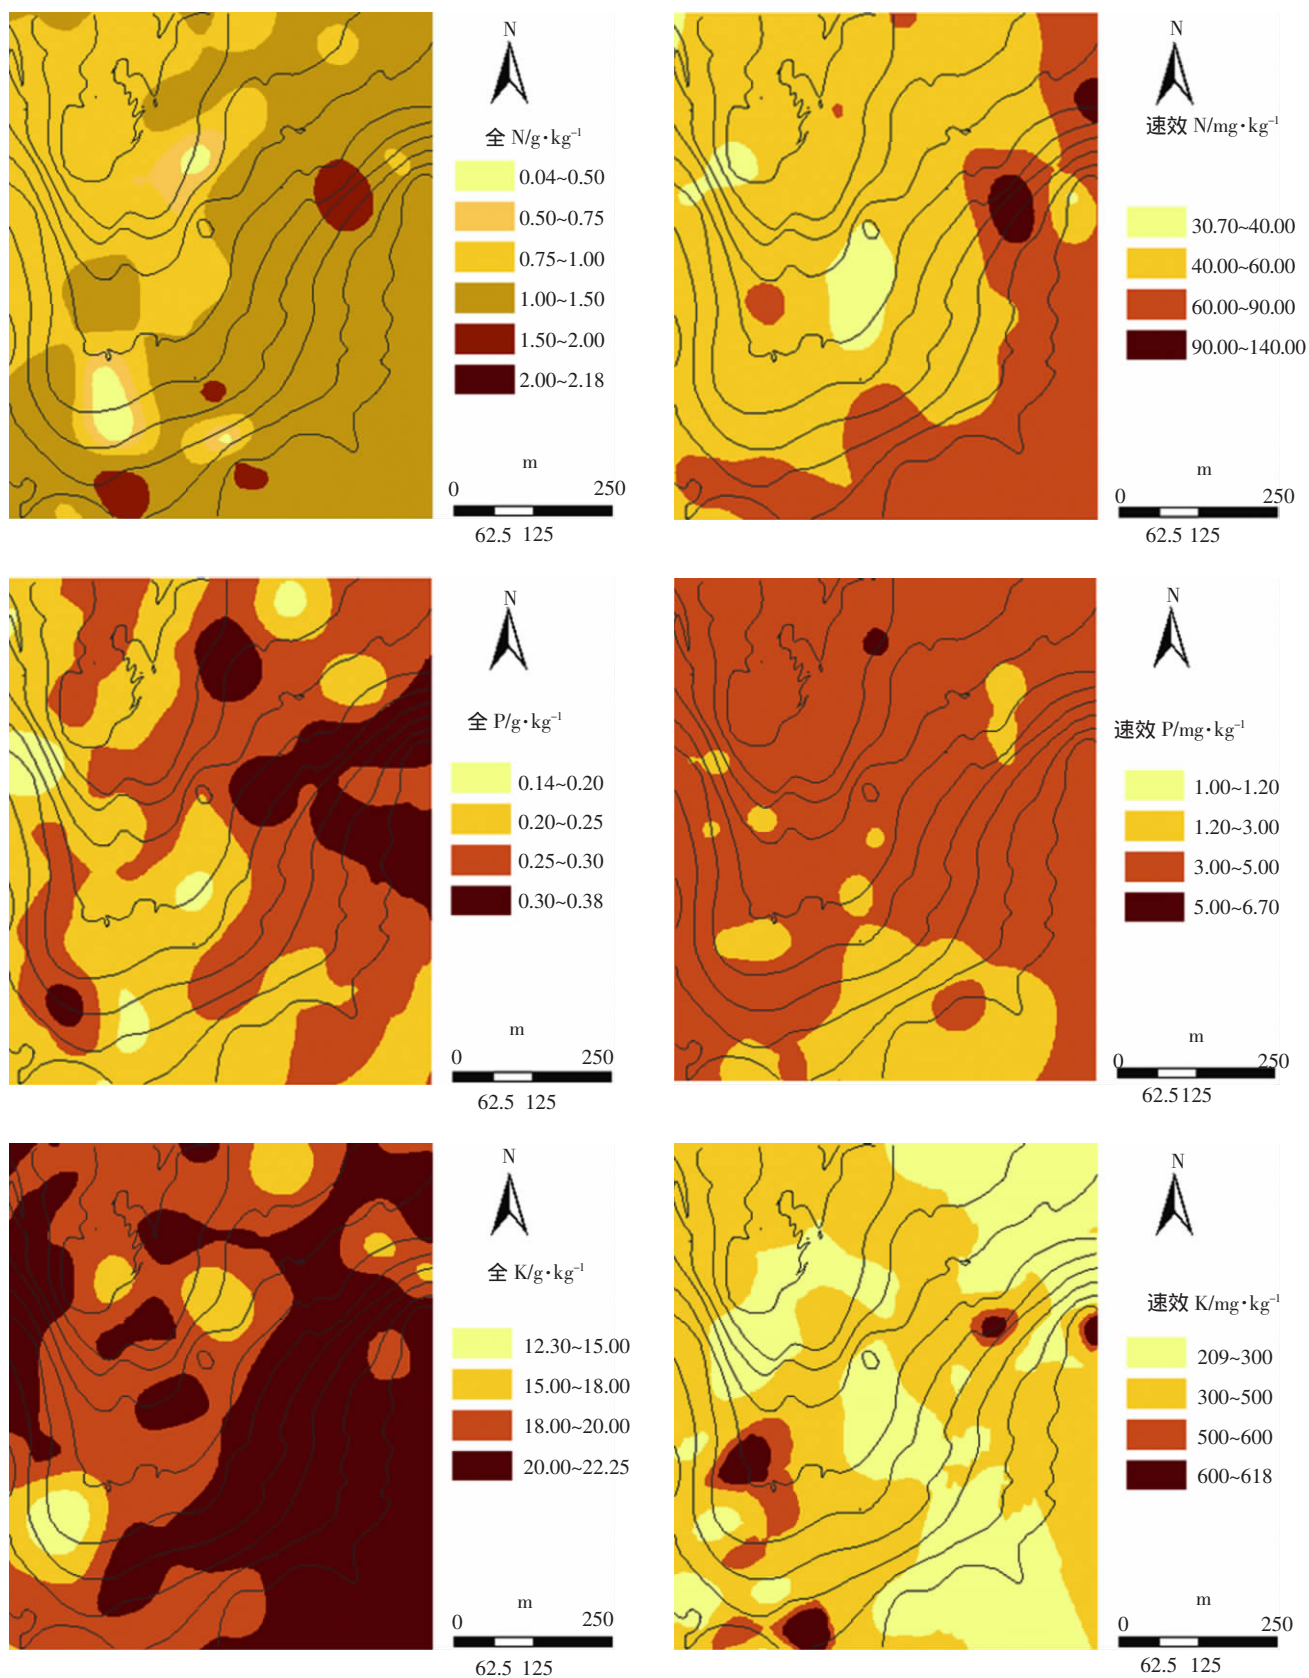 N
全 N/g·kg⁻¹
0.04~0.50
0.50~0.75
0.75~1.00
1.00~1.50
1.50~2.00
2.00~2.18
m
0 250
62.5 125
N
速效 N/mg·kg⁻¹
30.70~40.00
40.00~60.00
60.00~90.00
90.00~140.00
m
0 250
62.5 125
N
全 P/g·kg⁻¹
0.14~0.20
0.20~0.25
0.25~0.30
0.30~0.38
m
0 250
62.5 125
N
速效 P/mg·kg⁻¹
1.00~1.20
1.20~3.00
3.00~5.00
5.00~6.70
m
0 250
62.5 125
N
全 K/g·kg⁻¹
12.30~15.00
15.00~18.00
18.00~20.00
20.00~22.25
m
0 250
62.5 125
N
速效 K/mg·kg⁻¹
209~300
300~500
500~600
600~618
m
0 250
62.5 125